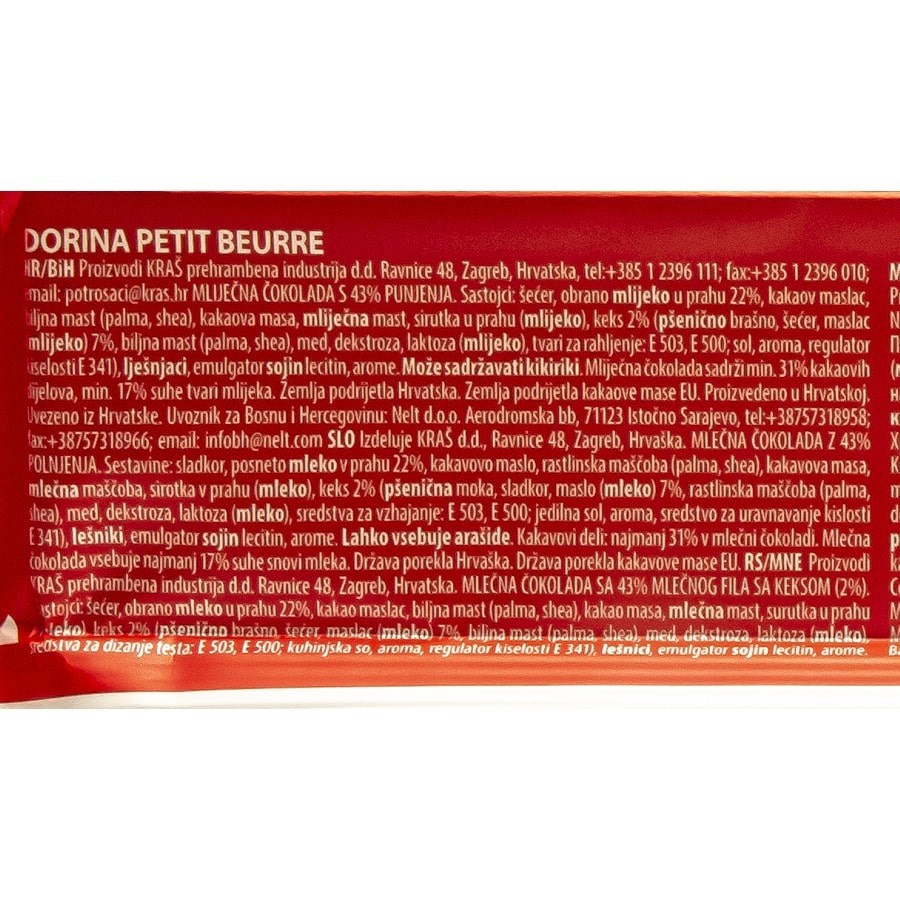 DORINA PETIT BEURRE
HR/BiH Proizvodi KRAŠ prehrambena industrija d.d. Ravnice 48, Zagreb, Hrvatska, tel:+385 1 2396 111; fax:+385 1 2396 010;
email: potrosaci@kras.hr MLIJEČNA ČOKOLADA S 43% PUNJENJA. Sastojci: šećer, obrano mlijeko u prahu 22%, kakaov maslac,
biljna mast (palma, shea), kakaova masa, mliječna mast, sirutka u prahu (mlijeko), keks 2% (pšenično brašno, šećer, maslac
(mlijeko) 7%, biljna mast (palma, shea), med, dekstroza, laktoza (mlijeko), tvari za rahljenje: E 503, E 500; sol, aroma, regulator
kiselosti E 341), lješnjaci, emulgator sojin lecitin, arome. Može sadržavati kikiriki. Mliječna čokolada sadrži min. 31% kakaovih
dijelova, min. 17% suhe tvari mlijeka. Zemlja podrijetla Hrvatska. Zemlja podrijetla kakaove mase EU. Proizvedeno u Hrvatskoj.
Uvezeno iz Hrvatske. Uvoznik za Bosnu i Hercegovinu: Nelt d.o.o. Aerodromska bb, 71123 Istočno Sarajevo, tel:+38757318958;
fax:+38757318966; email: infobh@nelt.com SLO Izdeluje KRAŠ d.d., Ravnice 48, Zagreb, Hrvaška. MLEČNA ČOKOLADA Z 43%
POLNJENJA. Sestavine: sladkor, posneto mleko v prahu 22%, kakavovo maslo, rastlinska maščoba (palma, shea), kakavova masa,
mlečna maščoba, sirotka v prahu (mleko), keks 2% (pšenična moka, sladkor, maslo (mleko) 7%, rastlinska maščoba (palma,
shea), med, dekstroza, laktoza (mleko), sredstva za vzhajanje: E 503, E 500; jedilna sol, aroma, sredstvo za uravnavanje kislosti
E 341), lešniki, emulgator sojin lecitin, arome. Lahko vsebuje arašide. Kakavovi deli: najmanj 31% v mlečni čokoladi. Mlečna
čokolada vsebuje najmanj 17% suhe snovi mleka. Država porekla Hrvaška. Država porekla kakavove mase EU. RS/MNE Proizvodi
KRAŠ prehrambena industrija d.d. Ravnice 48, Zagreb, Hrvatska. MLEČNA ČOKOLADA SA 43% MLEČNOG FILA SA KEKSOM (2%).
Sastojci: šećer, obrano mleko u prahu 22%, kakao maslac, biljna mast (palma, shea), kakao masa, mlečna mast, surutka u prahu
(mleko), keks 2% (pšenično brašno, šećer, maslac (mleko) 7%, biljna mast (palma, shea), med, dekstroza, laktoza (mleko),
sredstva za dizanje testa: E 503, E 500; kuhinjska so, aroma, regulator kiselosti E 341), lešnici, emulgator sojin lecitin, arome.